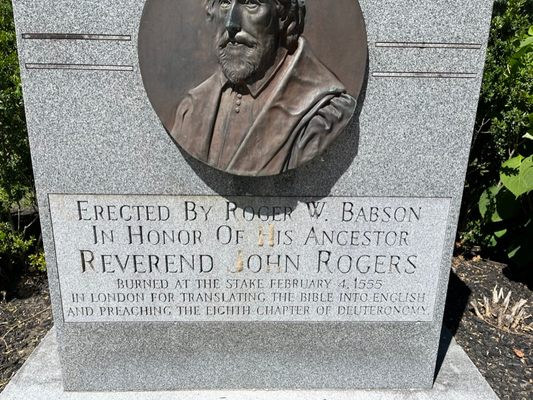 Erected By Roger W. Babson
In Honor Of His Ancestor
Reverend John Rogers
BURNED AT THE STAKE FEBRUARY 4, 1555
IN LONDON FOR TRANSLATING THE BIBLE INTO ENGLISH
AND PREACHING THE EIGHTH CHAPTER OF DEUTERONOMY